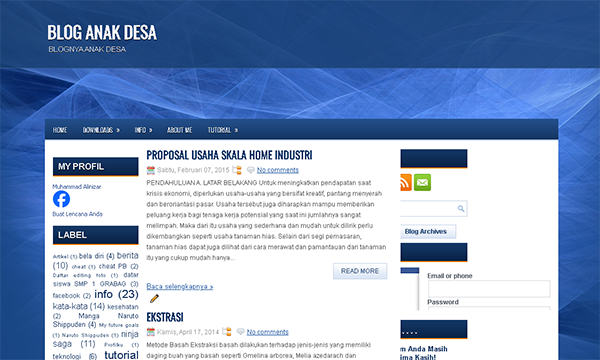 BLOG ANAK DESA
BLOGNYA ANAK DESA
HOME
DOWNLOADS »
INFO »
ABOUT ME
TUTORIAL »
MY PROFIL
Muhammad Alinizar
Buat Lencana Anda
LABEL
Artikel (1) bela diri (4) berita
(10) cheat (1) cheat PB (2)
Daftar editing foto (1) datar
siswa SMP 1 GRABAG (3)
facebook (2) info (23)
kata-kata (14) kesehatan
(2) Manga Naruto
Shippuden (4) My future goals
(1) Naruto Shippuden (1) ninja
saga (11) Profilku (1)
teknologi (6) tutorial
PROPOSAL USAHA SKALA HOME INDUSTRI
Sabtu, Februari 07, 2015
No comments
PENDAHULUAN A. LATAR BELAKANG Untuk meningkatkan pendapatan saat
krisis ekonomi, diperlukan usaha-usaha yang bersifat kreatif, pantang menyerah
dan berorariantasi pasar. Usaha tersebut juga diharapkan mampu memberikan
peluang kerja bagi tenaga kerja potensial yang saat ini jumlahnya sangat
melimpah. Maka dari itu usaha yang sederhana dan mudah untuk dilirik perlu
dikembangkan seperti usaha tanaman hias. Selain dari segi pemasaran,
tanaman hias dapat juga dilihat dari cara merawat dan pamantauan dari tanaman
itu yang cukup mudah hanya...
READ MORE
Baca selengkapnya »
EKSTRASI
Kamis, April 17, 2014
No comments
Metode Basah Ekstraksi basah dilakukan terhadap jenis-jenis yang memiliki
daging buah yang basah seperti Gmelina arborea, Melia azedarach dan
Blog Archives
Email or phone
Password
. . . . .
m Anda Masih
ima Kasih!